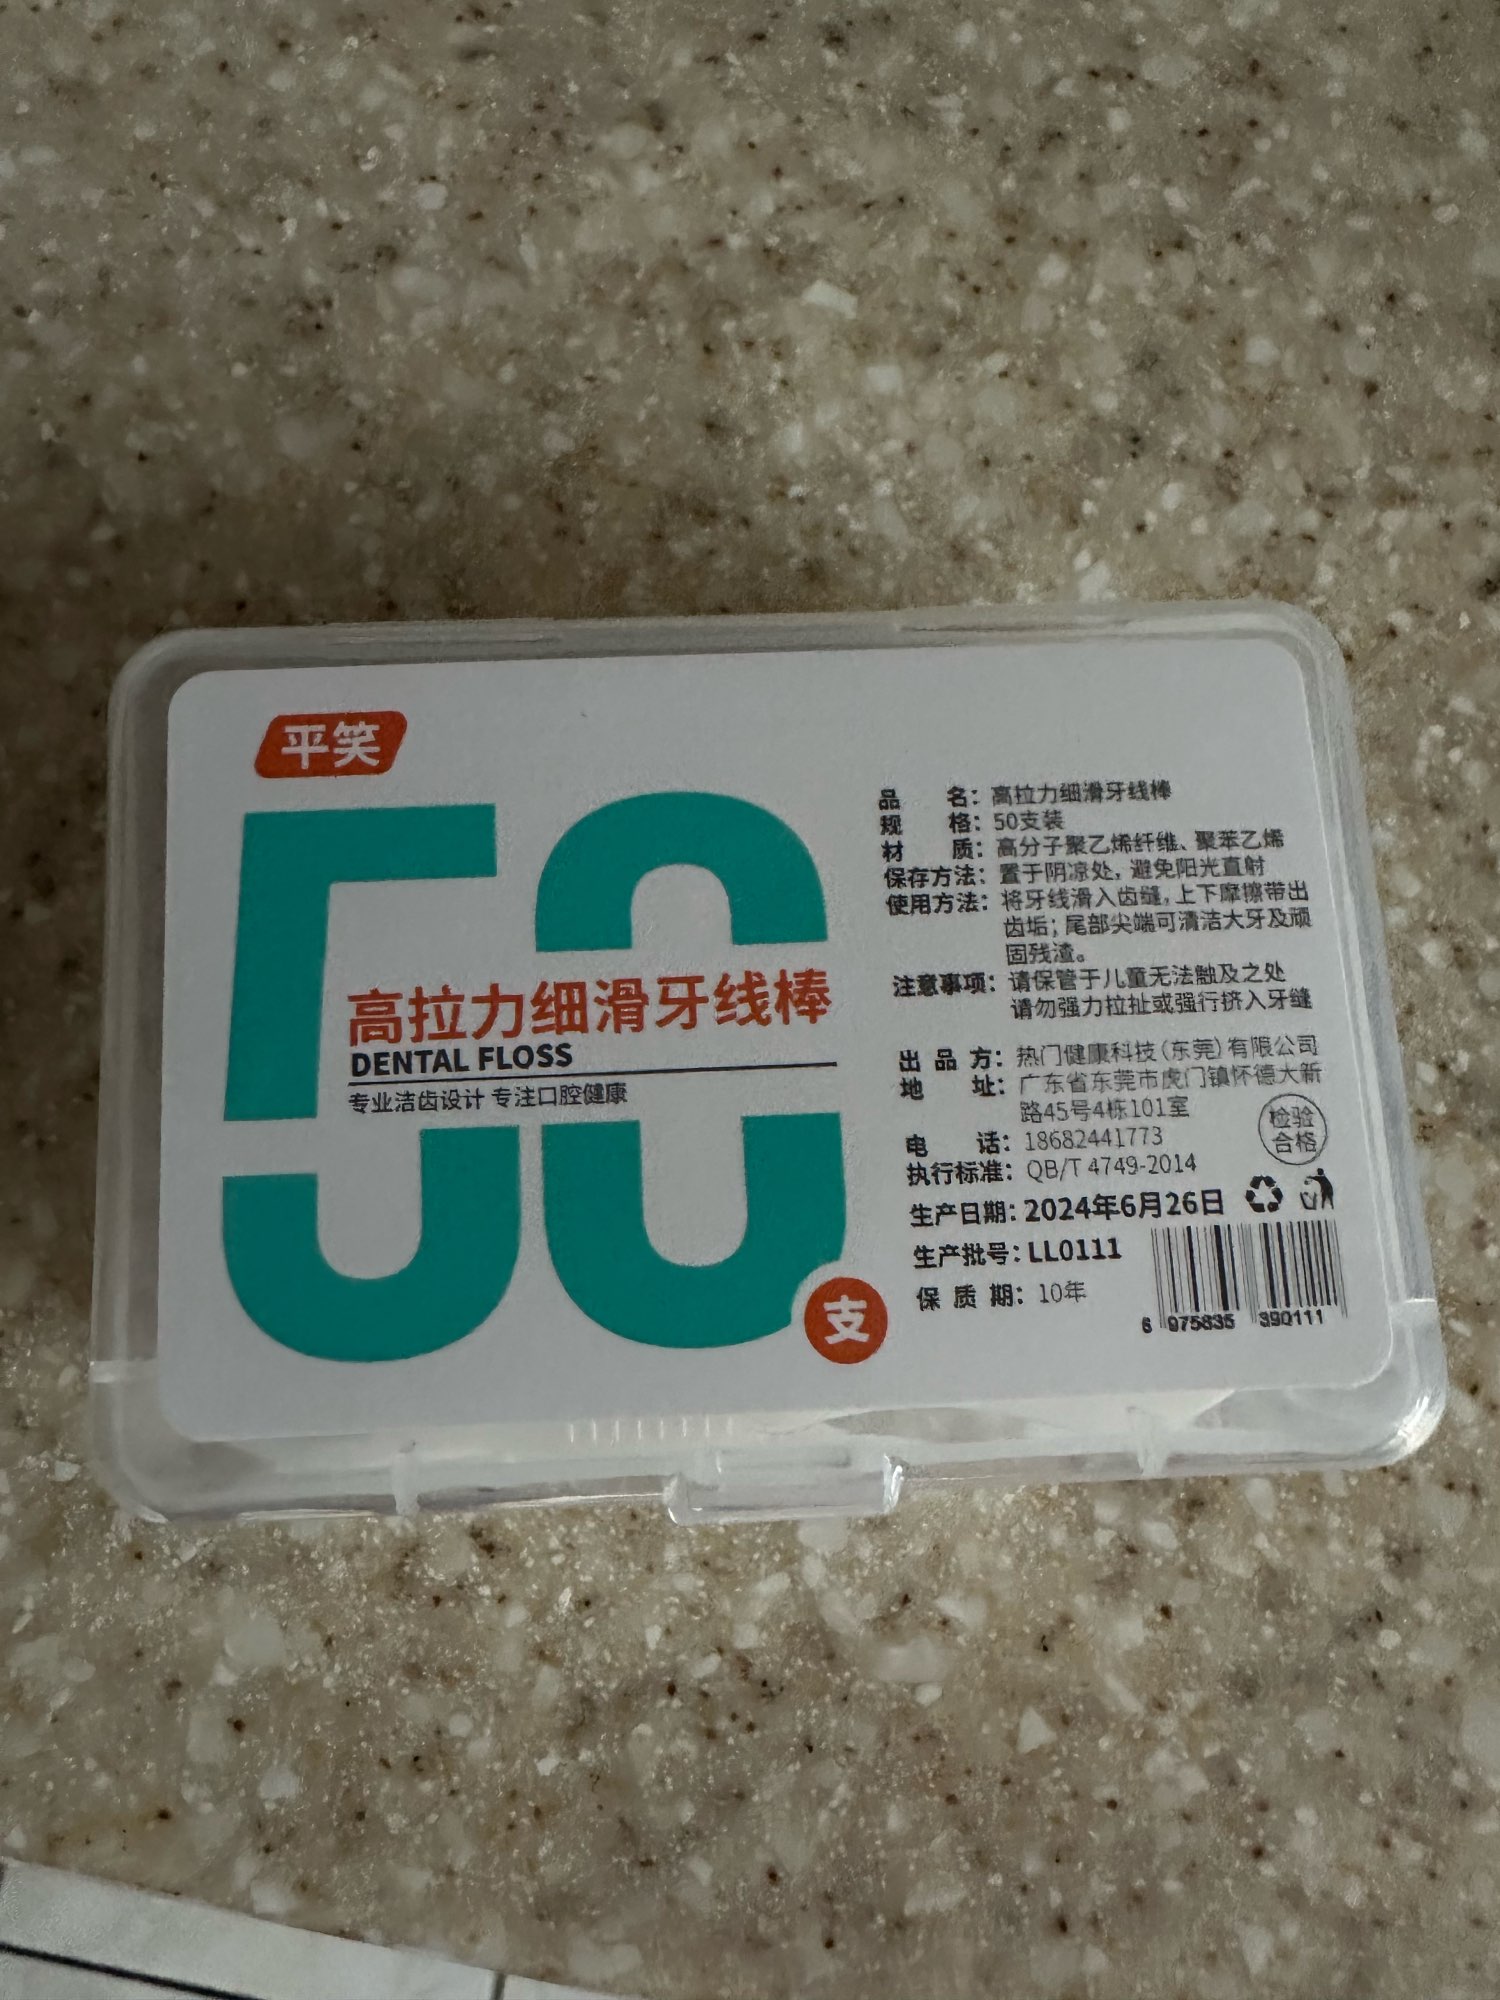 平笑
50
高拉力细滑牙线棒
DENTAL FLOSS
专业洁齿设计 专注口腔健康
支
品 名：高拉力细滑牙线棒
规 格：50支装
材 质：高分子聚乙烯纤维、聚苯乙烯
保存方法：置于阴凉处，避免阳光直射
使用方法：将牙线滑入齿缝，上下摩擦带出
齿垢；尾部尖端可清洁大牙及顽
固残渣。
注意事项：请保管于儿童无法触及之处
请勿强力拉扯或强行挤入牙缝
出 品 方：热门健康科技（东莞）有限公司
地 址：广东省东莞市虎门镇怀德大新
路45号4栋101室
电 话：18682441773
执行标准：QB/T 4749-2014
检验
合格
生产日期：2024年6月26日
生产批号：LL0111
保 质 期：10年
6 975835 390111